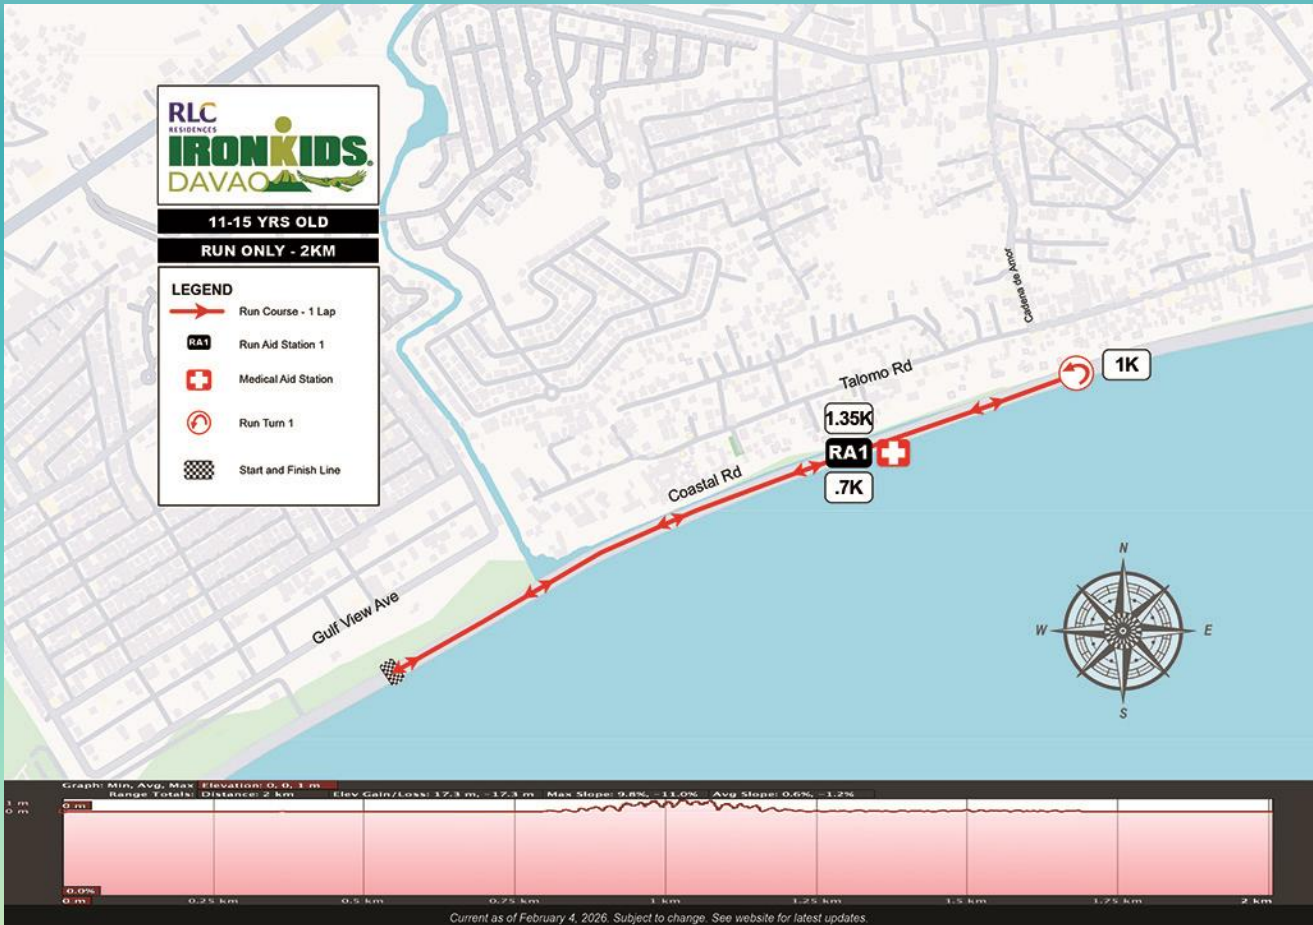 RLC
RESIDENCES
IRONKIDS®
DAVAO
11-15 YRS OLD
RUN ONLY - 2KM
LEGEND
Run Course - 1 Lap
RA1
Run Aid Station 1
Medical Aid Station
Run Turn 1
Start and Finish Line
Cadena de Amor
1K
Talomo Rd
1.35K
RA1
.7K
Coastal Rd
Gulf View Ave
N
W
E
S
Graph: Min, Avg, Max Elevation: 0, 0, 1 m
Range Totals: Distance: 2 km Elev Gain/Loss: 17.3 m, -17.3 m Max Slope: 9.8%, -11.0% Avg Slope: 0.6%, -1.2%
1 m
0 m
0 m
0.0%
0 m 0.25 km 0.5 km 0.75 km 1 km 1.25 km 1.5 km 1.75 km 2 km
Current as of February 4, 2026. Subject to change. See website for latest updates.